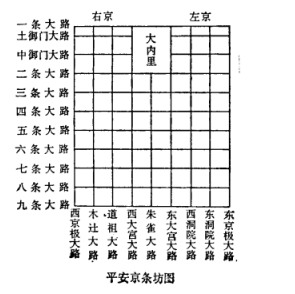 右京 左京
一条大路
土御门大路
中御门大路
二条大路
三条大路
四条大路
五条大路
六条大路
七条大路
八条大路
九条大路
大内里
西京极大路
木辻大路
道祖大路
西大宫大路
朱雀大路
东大宫大路
西洞院大路
东洞院大路
东京极大路
平安京条坊图